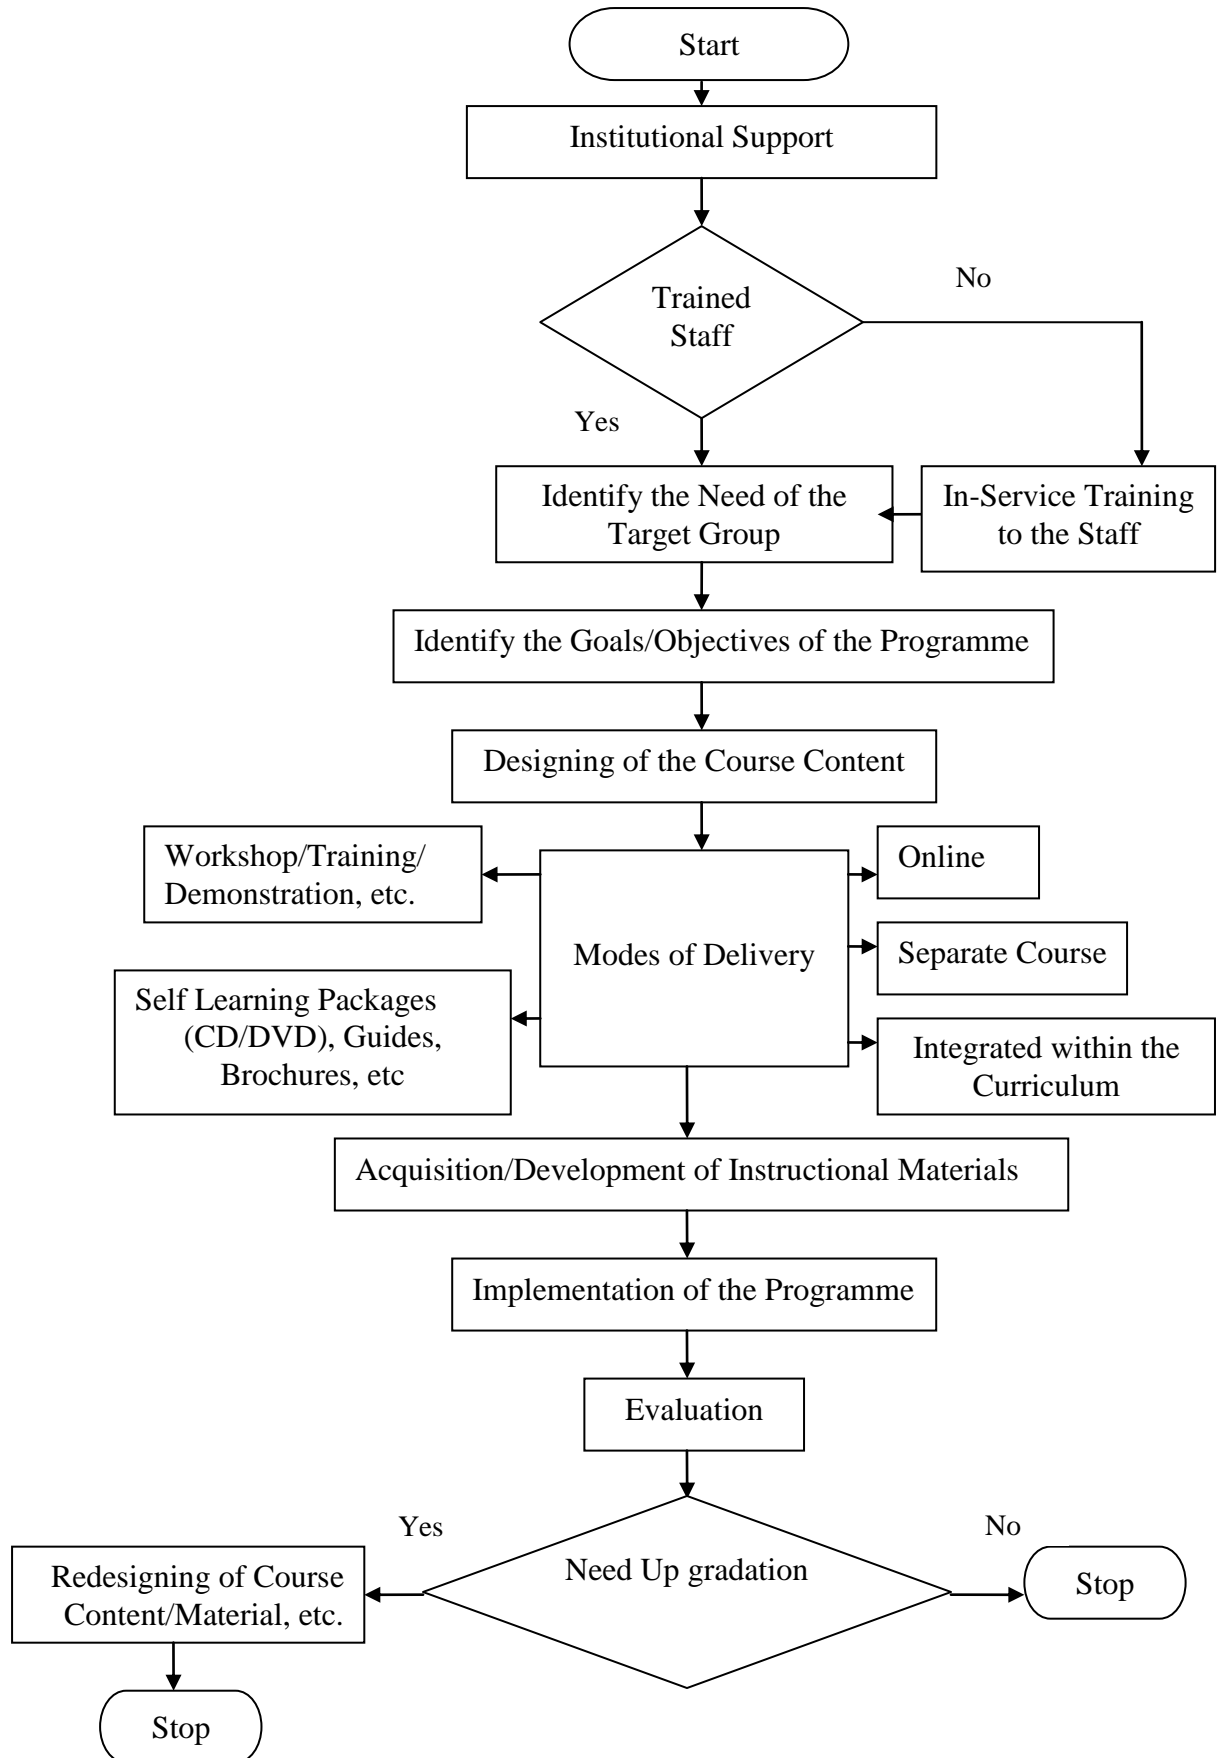 Start
Institutional Support
Trained
Staff
No
Yes
Identify the Need of the
Target Group
In-Service Training
to the Staff
Identify the Goals/Objectives of the Programme
Designing of the Course Content
Workshop/Training/
Demonstration, etc.
Online
Modes of Delivery
Separate Course
Self Learning Packages
(CD/DVD), Guides,
Brochures, etc
Integrated within the
Curriculum
Acquisition/Development of Instructional Materials
Implementation of the Programme
Evaluation
Yes
No
Need Up gradation
Redesigning of Course
Content/Material, etc.
Stop
Stop